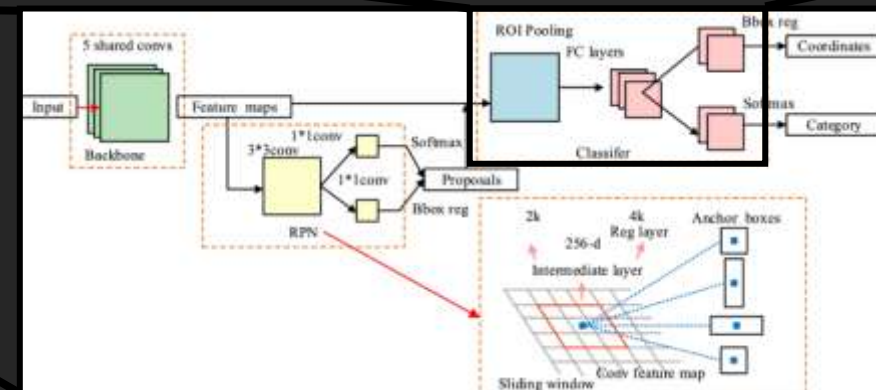 5 shared convs
Input
Feature maps
Backbone
ROI Pooling
FC layers
Bbox reg
Coordinates
Softmax
Category
Classifer
1*1conv
3*3conv
1*1conv
Softmax
Proposals
Bbox reg
RPN
2k
4k
Reg layer
256-d
Anchor boxes
Intermediate layer
Conv feature map
Sliding window